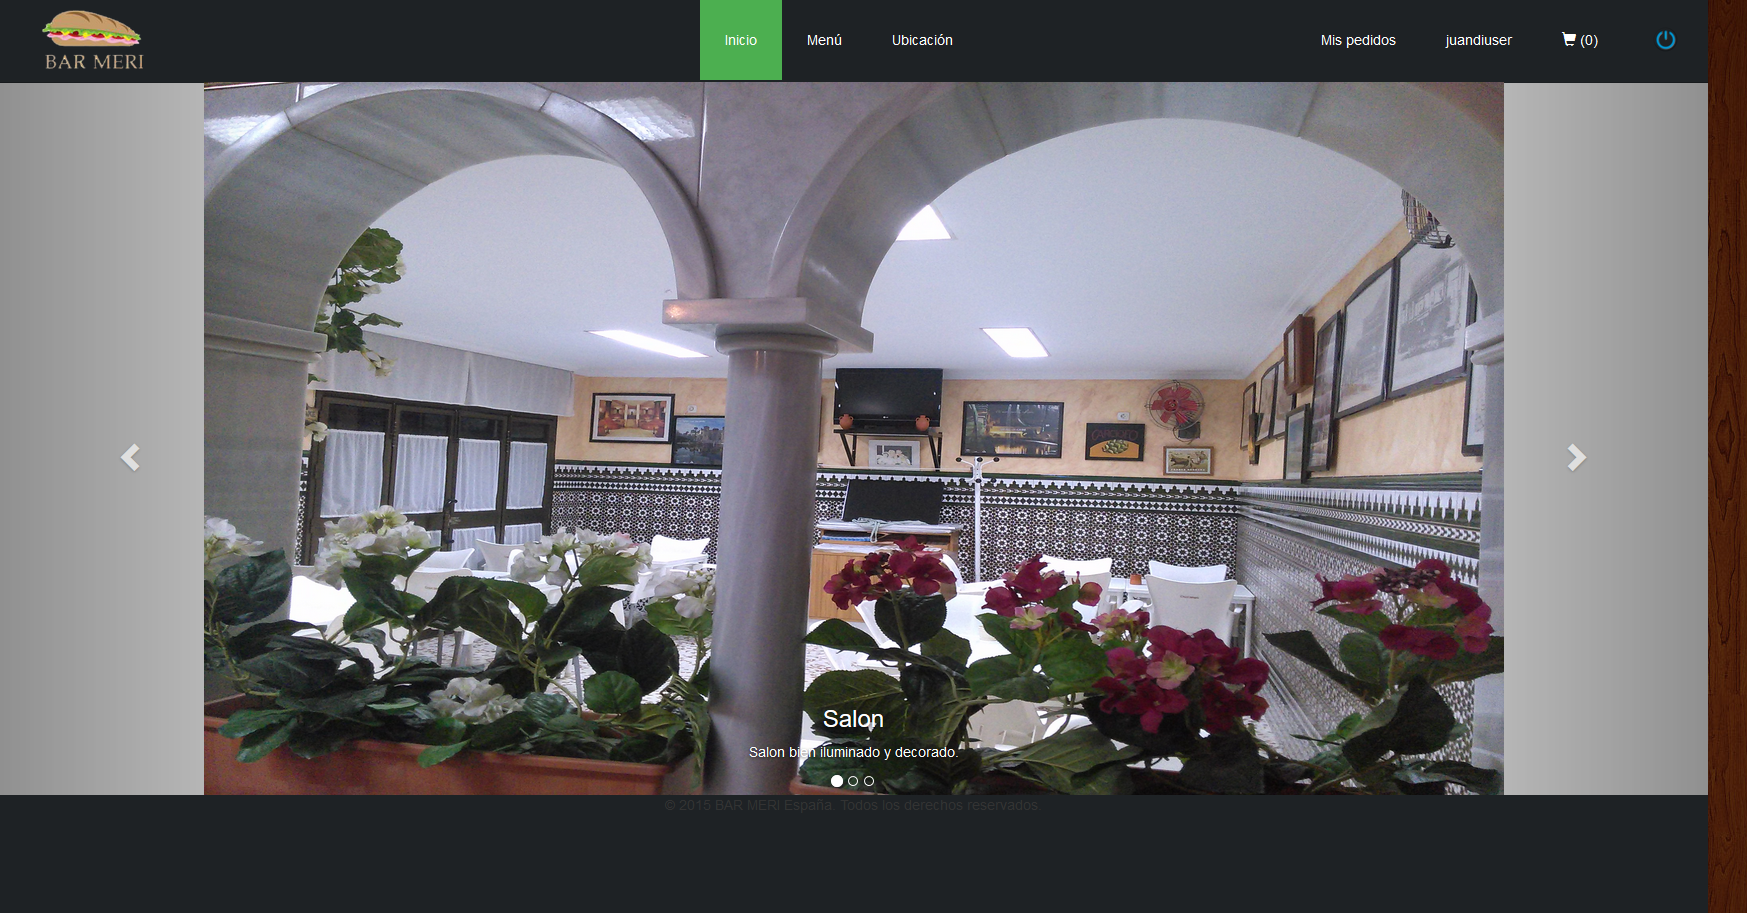 BAR MERI
Inicio Menú Ubicación Mis pedidos juandiuser (0)
Salon
Salon bien iluminado y decorado.
© 2015 BAR MERI España. Todos los derechos reservados.